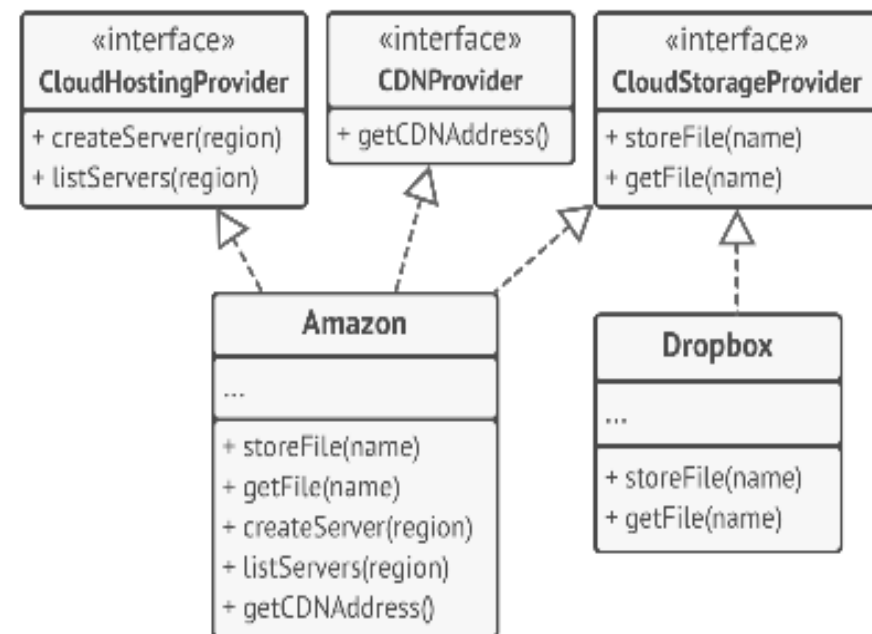 «interface»
CloudHostingProvider
+ createServer(region)
+ listServers(region)
«interface»
CDNProvider
+ getCDNAddress()
«interface»
CloudStorageProvider
+ storeFile(name)
+ getFile(name)
Amazon
...
+ storeFile(name)
+ getFile(name)
+ createServer(region)
+ listServers(region)
+ getCDNAddress()
Dropbox
...
+ storeFile(name)
+ getFile(name)